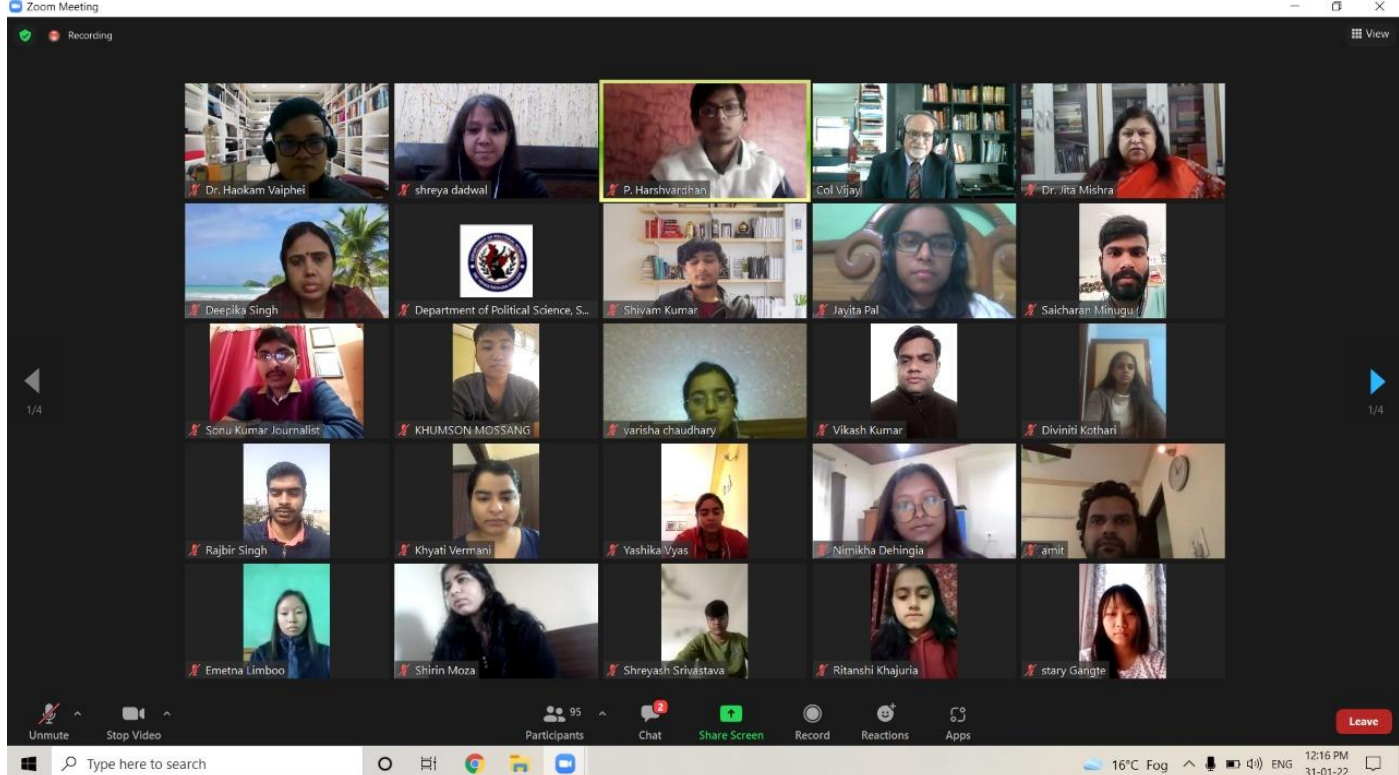 Zoom Meeting
Recording
View
Dr. Haokam Vaiphei
shreya dadwal
P. Harshvardhan
Col Vijay
Dr. Jita Mishra
Deepika Singh
Department of Political Science, S...
Shivam Kumar
Jayita Pal
Saicharan Minugu
Sonu Kumar Journalist
KHUMSON MOSSANG
varisha chaudhary
Vikash Kumar
Diviniti Kothari
1/4
1/4
Rajbir Singh
Khyati Vermani
Yashika Vyas
Nimikha Dehingia
amit
Emetna Limboo
Shirin Moza
Shreyash Srivastava
Ritanshi Khajuria
stary Gangte
Unmute
Stop Video
95
Participants
2
Chat
Share Screen
Record
Reactions
Apps
Leave
Type here to search
16°C Fog
ENG
12:16 PM
31-01-22